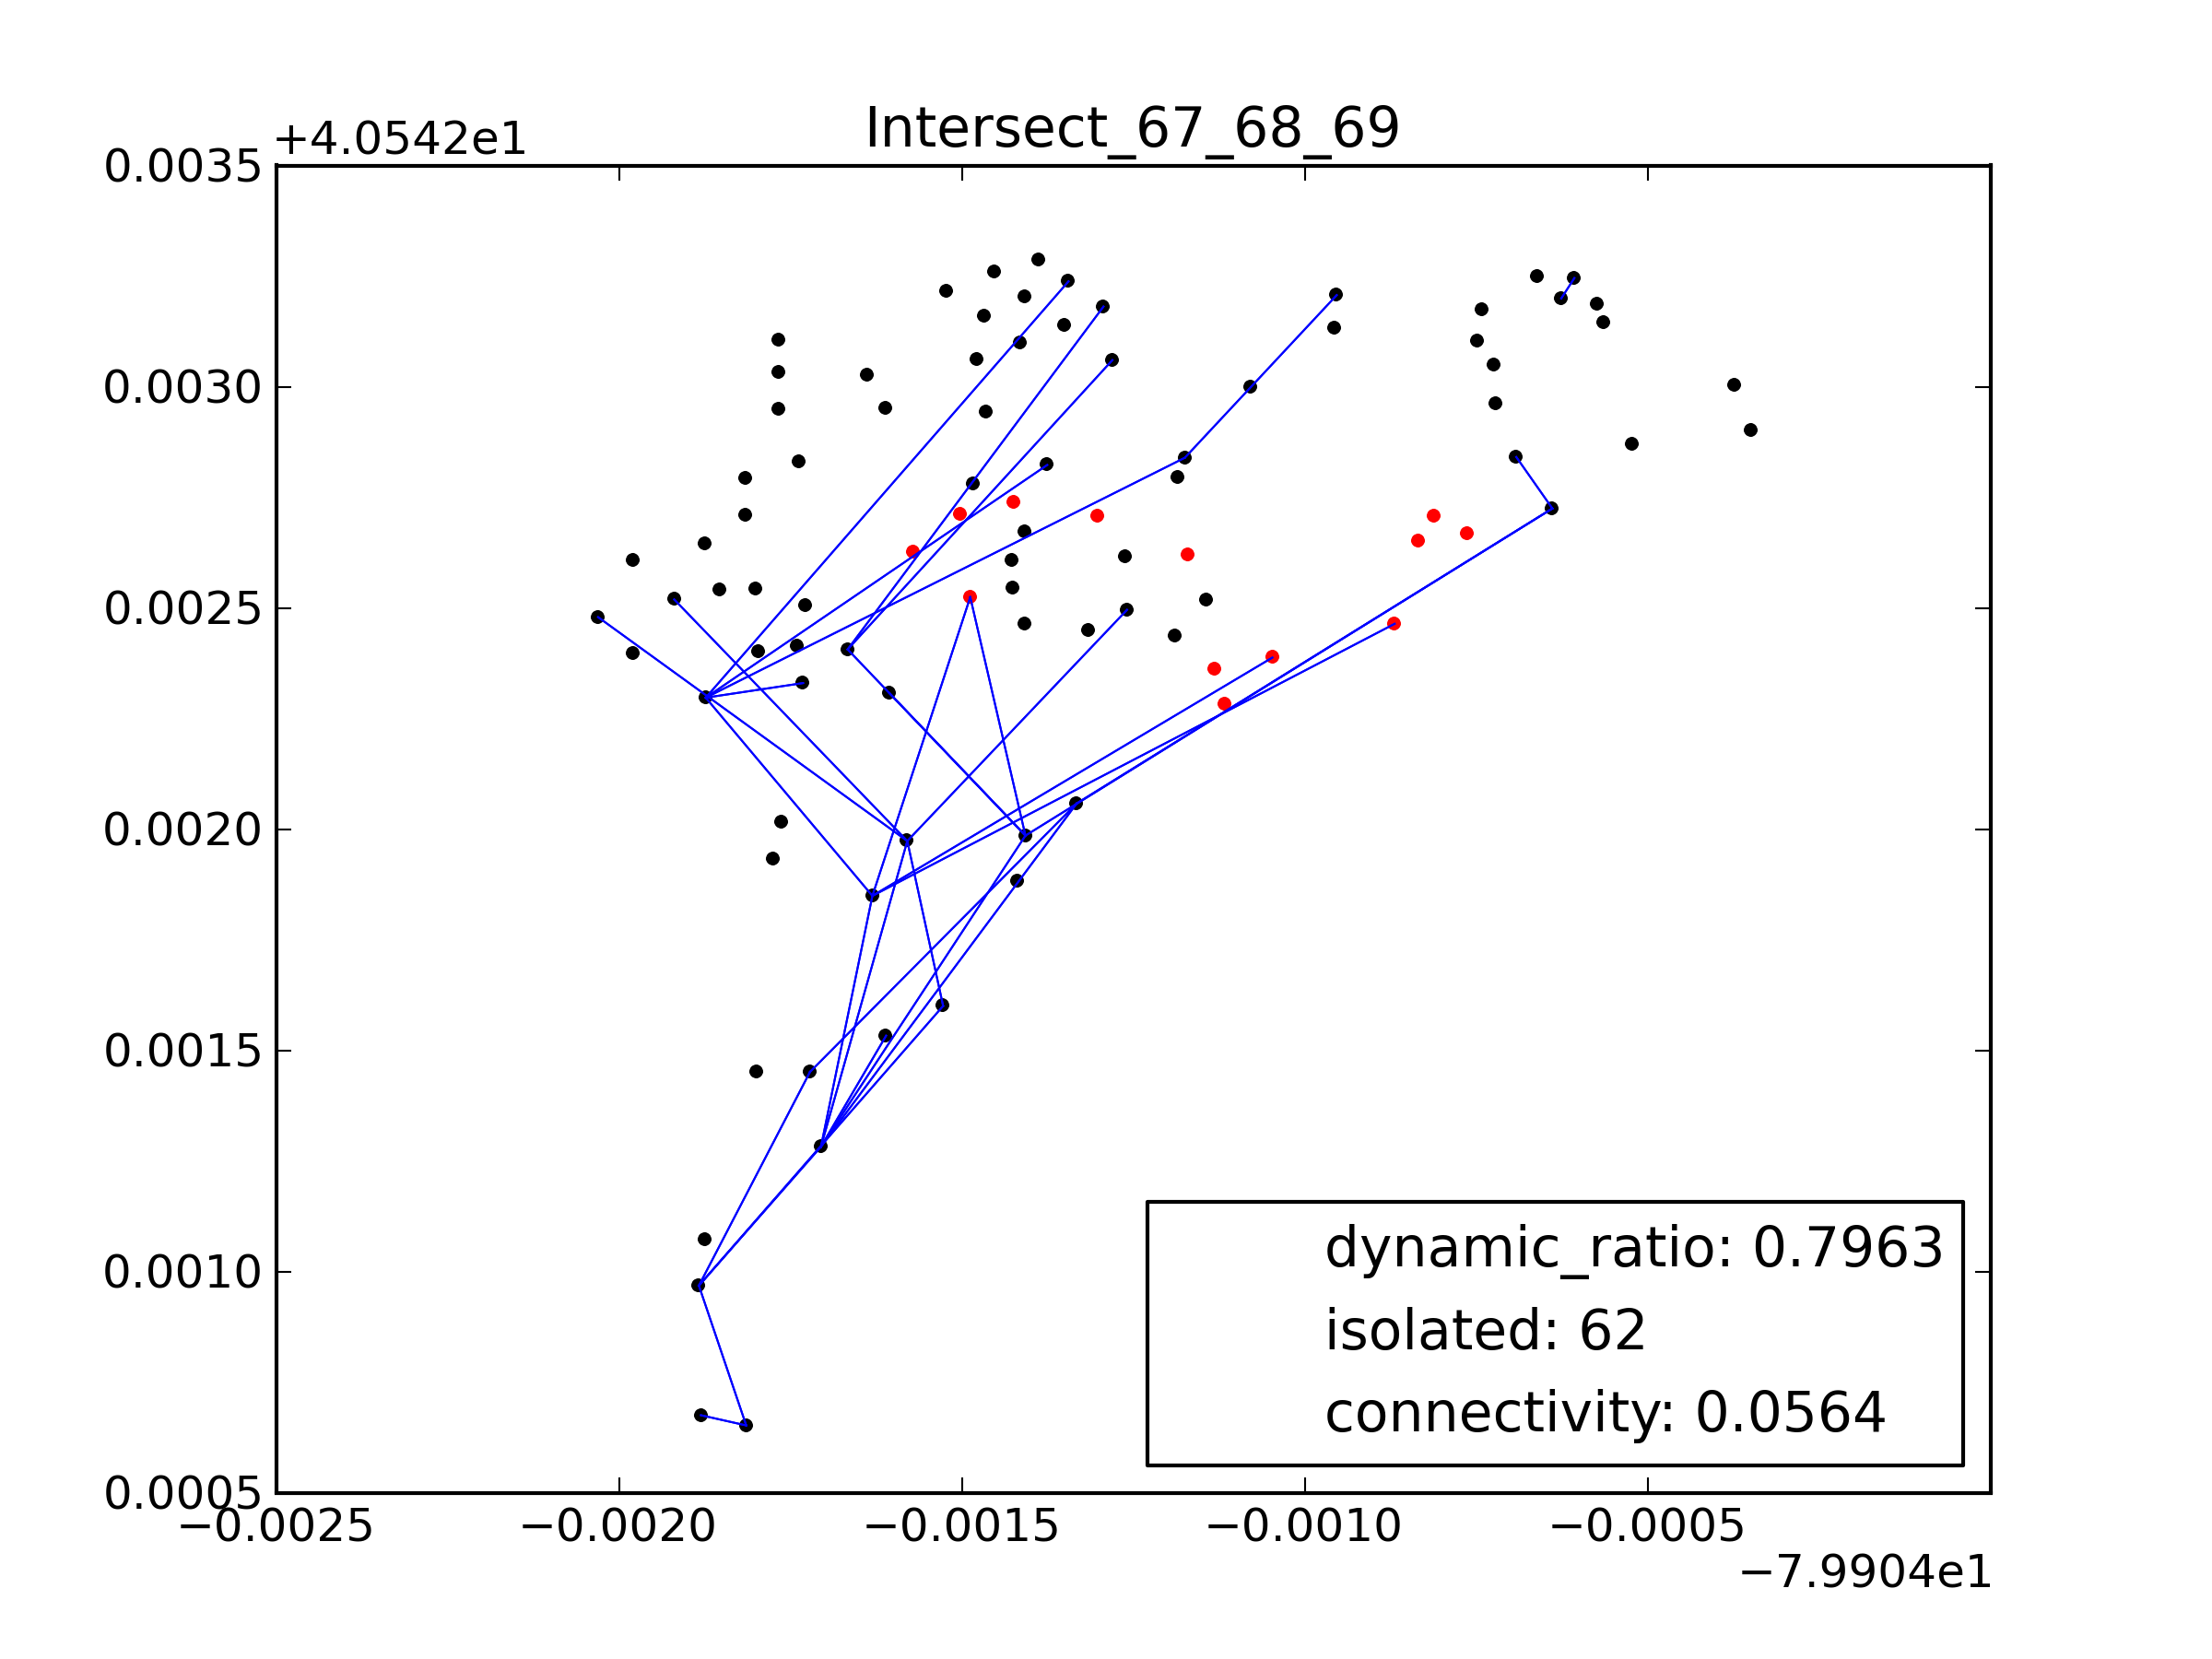 Intersect_67_68_69
+4.0542e1
0.0035
0.0030
0.0025
0.0020
0.0015
0.0010
0.0005
dynamic_ratio: 0.7963
isolated: 62
connectivity: 0.0564
−0.0025 −0.0020 −0.0015 −0.0010 −0.0005
−7.9904e1